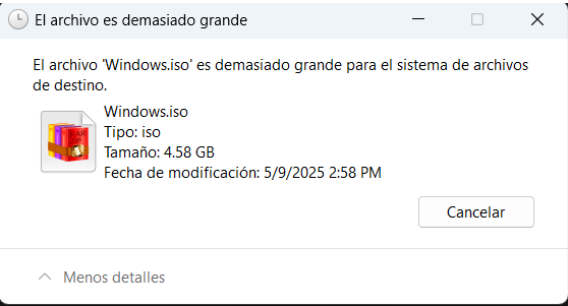 El archivo es demasiado grande
El archivo 'Windows.iso' es demasiado grande para el sistema de archivos
de destino.
Windows.iso
Tipo: iso
Tamaño: 4.58 GB
Fecha de modificación: 5/9/2025 2:58 PM
Cancelar
Menos detalles